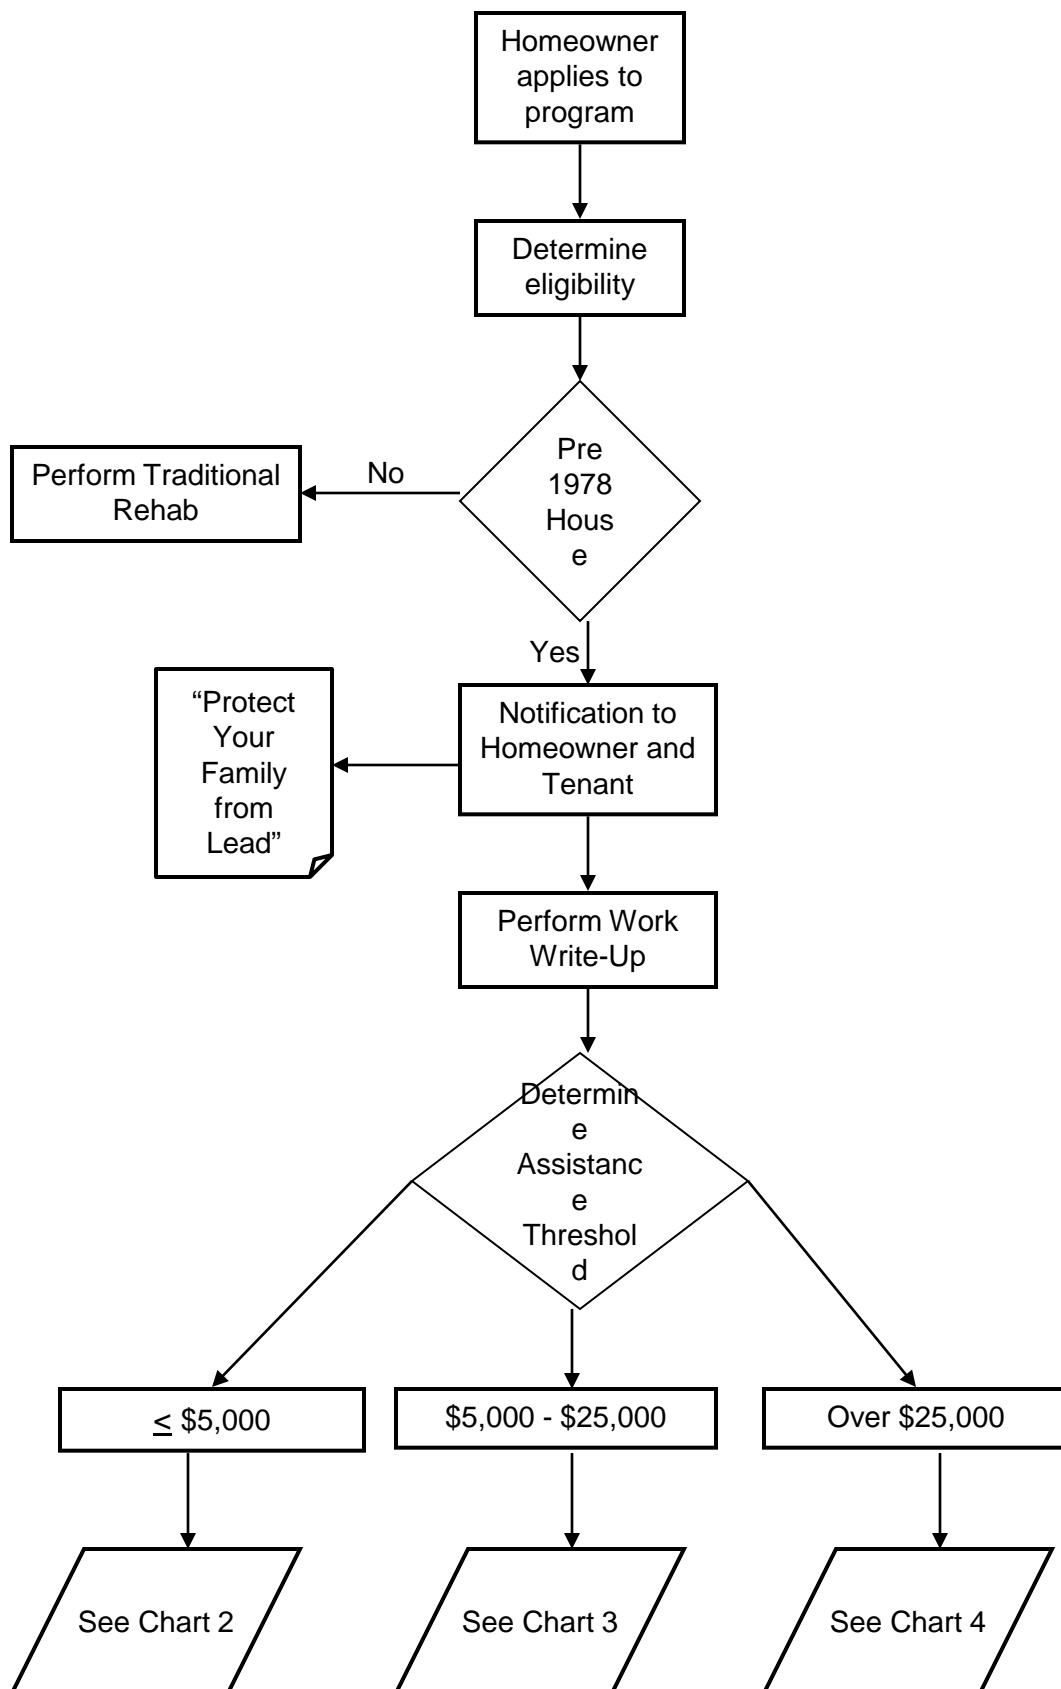 Homeowner
applies to
program
Determine
eligibility
Pre
1978
Hous
e
No
Perform Traditional
Rehab
Yes
Notification to
Homeowner and
Tenant
“Protect
Your
Family
from
Lead”
Perform Work
Write-Up
Determin
e
Assistanc
e
Threshol
d
≤ $5,000
$5,000 - $25,000
Over $25,000
See Chart 2
See Chart 3
See Chart 4